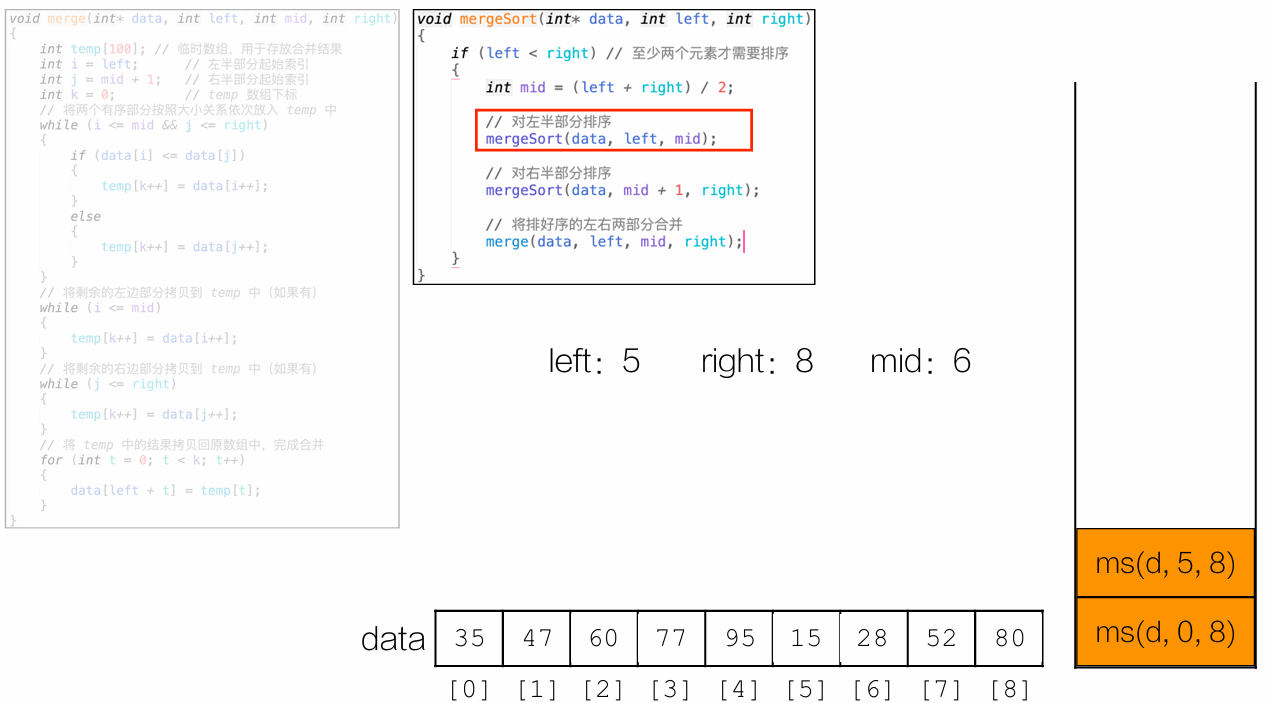 void merge(int* data, int left, int mid, int right)
{
int temp[100]; // 临时数组，用于存放合并结果
int i = left; // 左半部分起始索引
int j = mid + 1; // 右半部分起始索引
int k = 0; // temp 数组下标
// 将两个有序部分按照大小关系依次放入 temp 中
while (i <= mid && j <= right)
{
if (data[i] <= data[j])
{
temp[k++] = data[i++];
}
else
{
temp[k++] = data[j++];
}
}
// 将剩余的左边部分拷贝到 temp 中（如果有）
while (i <= mid)
{
temp[k++] = data[i++];
}
// 将剩余的右边部分拷贝到 temp 中（如果有）
while (j <= right)
{
temp[k++] = data[j++];
}
// 将 temp 中的结果拷贝回原数组中，完成合并
for (int t = 0; t < k; t++)
{
data[left + t] = temp[t];
}
}
void mergeSort(int* data, int left, int right)
{
if (left < right) // 至少两个元素才需要排序
{
int mid = (left + right) / 2;
// 对左半部分排序
mergeSort(data, left, mid);
// 对右半部分排序
mergeSort(data, mid + 1, right);
// 将排好序的左右两部分合并
merge(data, left, mid, right);
}
}
left：5 right：8 mid：6
ms(d, 5, 8)
ms(d, 0, 8)
data 35 47 60 77 95 15 28 52 80
[0] [1] [2] [3] [4] [5] [6] [7] [8]